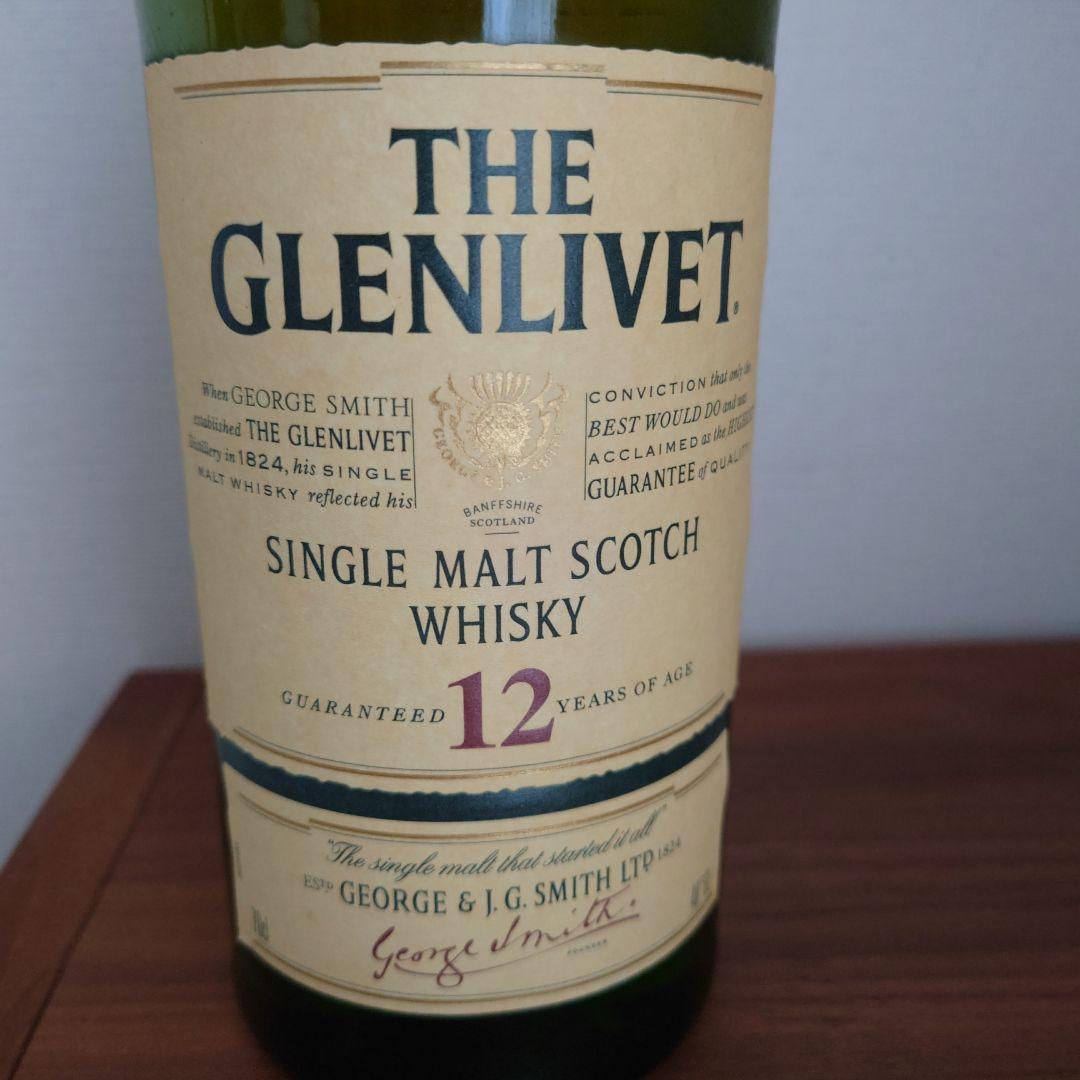 THE
GLENLIVET®
When GEORGE SMITH
established THE GLENLIVET
Distillery in 1824, his SINGLE
MALT WHISKY reflected his
GEORGE & J. G. SMITH
BANFFSHIRE
SCOTLAND
CONVICTION that only the
BEST WOULD DO and was
ACCLAIMED as the
GUARANTEE of QUALITY
SINGLE MALT SCOTCH
WHISKY
GUARANTEED 12 YEARS OF AGE
"The single malt that started it all"
ESTD GEORGE & J. G. SMITH LTD 1824
George Smith.
FOUNDER